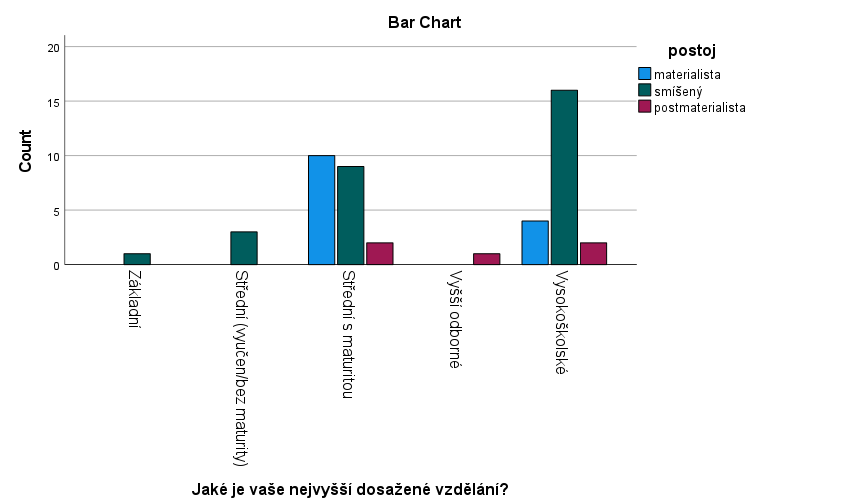 Bar Chart
20
15
10
5
0
Count
postoj
materialista
smíšený
postmaterialista
Základní
Střední (vyučen/bez maturity)
Střední s maturitou
Vyšší odborné
Vysokoškolské
Jaké je vaše nejvyšší dosažené vzdělání?